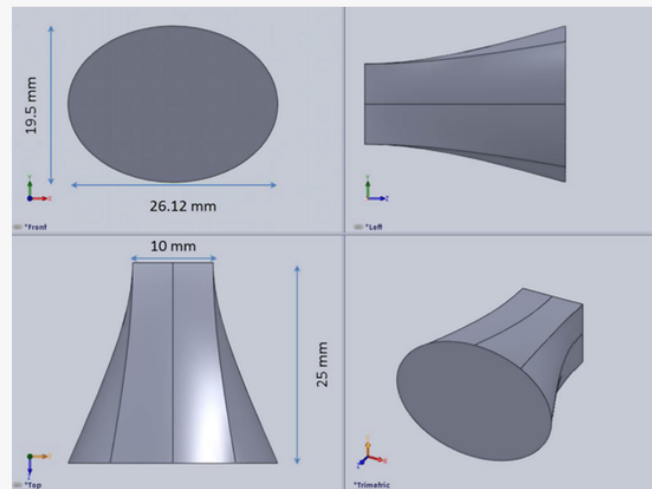 19.5 mm
26.12 mm
Y
X
*Front
Y
Z
*Left
10 mm
25 mm
X
Z
*Top
*Trimetric